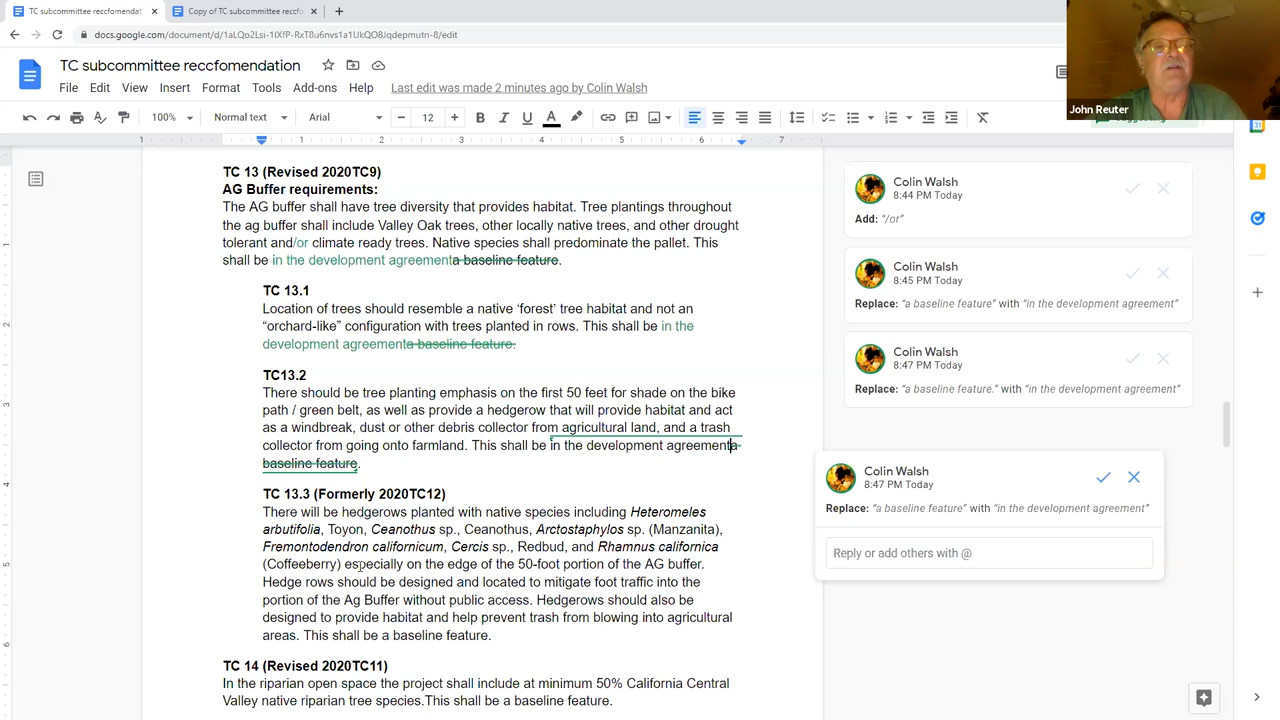 TC subcommittee reccfomendat
Copy of TC subcommittee reccfo
docs.google.com/document/d/1aLQo2Lsi-1IXfP-RxT8u6nvs1a1UkQO8Jqdepmutn-8/edit
TC subcommittee reccfomendation
File Edit View Insert Format Tools Add-ons Help Last edit was made 2 minutes ago by Colin Walsh
John Reuter
100% Normal text Arial 12 B I U A
1 1 2 3 4 5 6 7
TC 13 (Revised 2020TC9)
AG Buffer requirements:
The AG buffer shall have tree diversity that provides habitat. Tree plantings throughout
the ag buffer shall include Valley Oak trees, other locally native trees, and other drought
tolerant and/or climate ready trees. Native species shall predominate the pallet. This
shall be in the development agreementa baseline feature.
TC 13.1
Location of trees should resemble a native ‘forest’ tree habitat and not an
“orchard-like” configuration with trees planted in rows. This shall be in the
development agreementa baseline feature.
TC13.2
There should be tree planting emphasis on the first 50 feet for shade on the bike
path / green belt, as well as provide a hedgerow that will provide habitat and act
as a windbreak, dust or other debris collector from agricultural land, and a trash
collector from going onto farmland. This shall be in the development agreementa
baseline feature.
TC 13.3 (Formerly 2020TC12)
There will be hedgerows planted with native species including Heteromeles
arbutifolia, Toyon, Ceanothus sp., Ceanothus, Arctostaphylos sp. (Manzanita),
Fremontodendron californicum, Cercis sp., Redbud, and Rhamnus californica
(Coffeeberry) especially on the edge of the 50-foot portion of the AG buffer.
Hedge rows should be designed and located to mitigate foot traffic into the
portion of the Ag Buffer without public access. Hedgerows should also be
designed to provide habitat and help prevent trash from blowing into agricultural
areas. This shall be a baseline feature.
TC 14 (Revised 2020TC11)
In the riparian open space the project shall include at minimum 50% California Central
Valley native riparian tree species.This shall be a baseline feature.
Colin Walsh
8:44 PM Today
Add: “/or”
Colin Walsh
8:45 PM Today
Replace: “a baseline feature” with “in the development agreement”
Colin Walsh
8:47 PM Today
Replace: “a baseline feature.” with “in the development agreement”
Colin Walsh
8:47 PM Today
Replace: “a baseline feature” with “in the development agreement”
Reply or add others with @